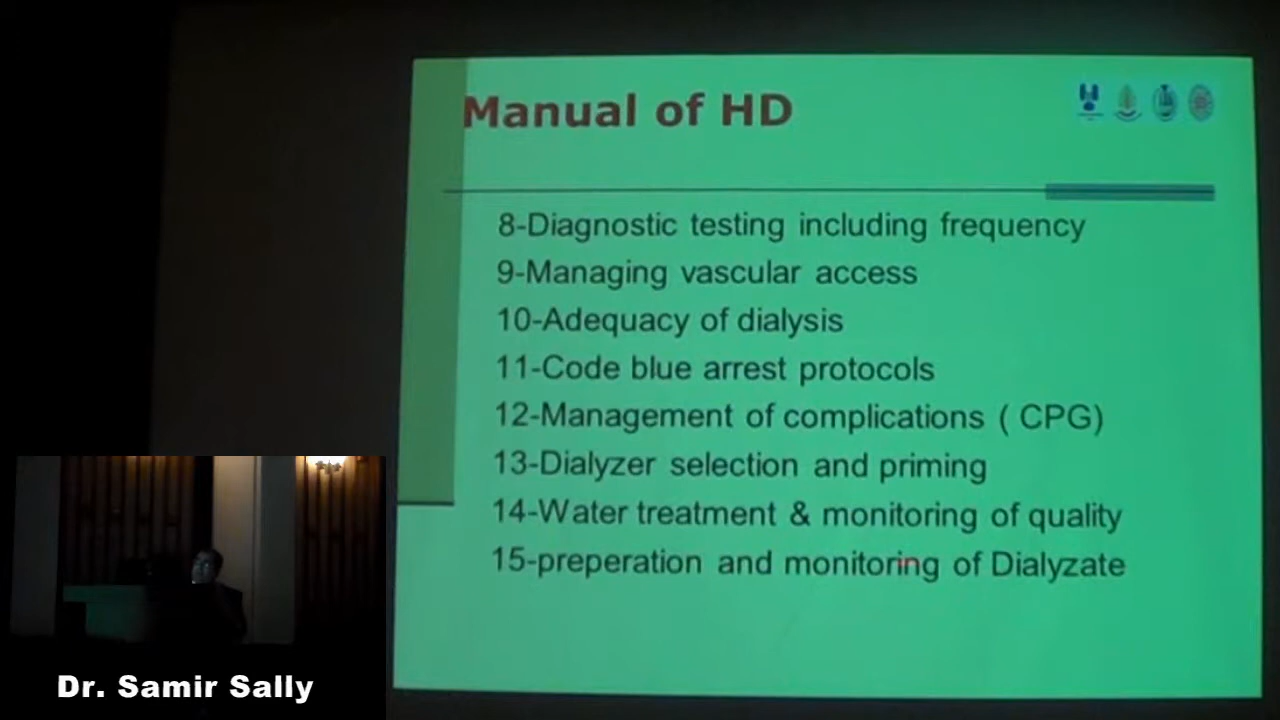 Manual of HD
8-Diagnostic testing including frequency
9-Managing vascular access
10-Adequacy of dialysis
11-Code blue arrest protocols
12-Management of complications ( CPG)
13-Dialyzer selection and priming
14-Water treatment & monitoring of quality
15-preperation and monitoring of Dialyzate
Dr. Samir Sally